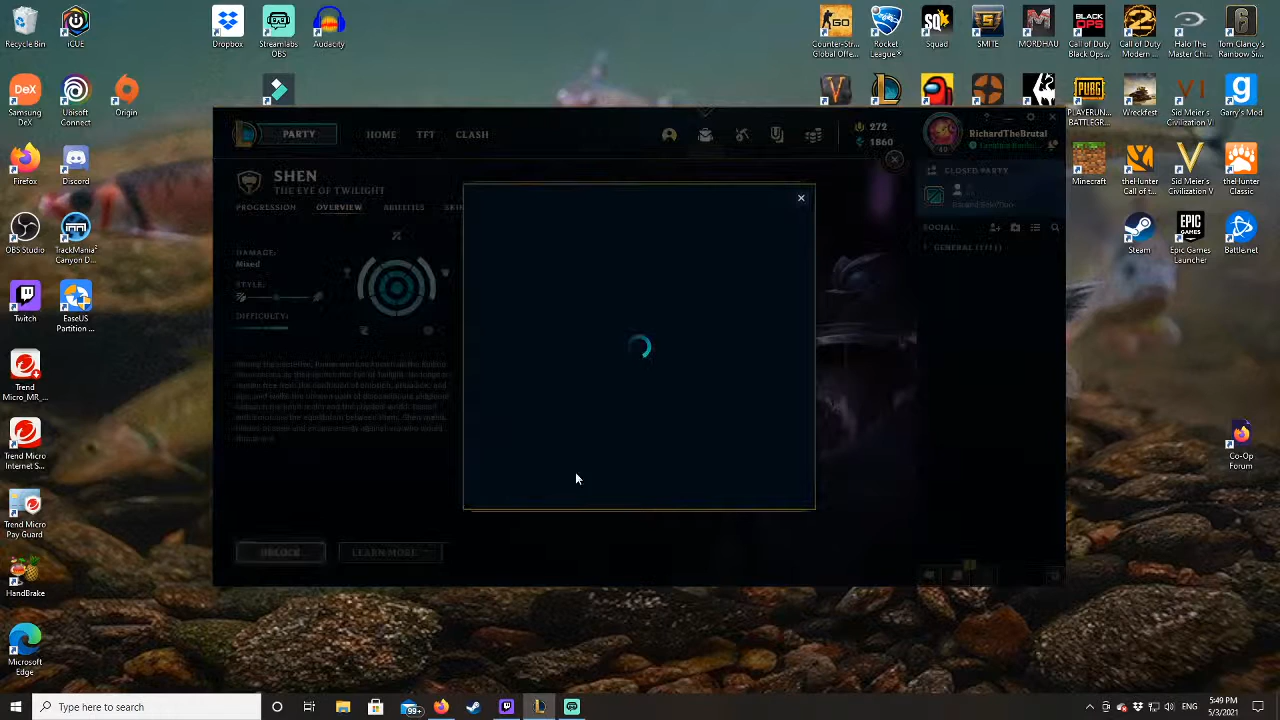 Recycle Bin
iCUE
Dropbox
Streamlabs
OBS
Audacity
Counter-Str...
Global Offe...
Rocket
League ®
Squad
SMITE
MORDHAU
Call of Duty
Black Ops...
Call of Duty
Modern ...
Halo The
Master Chi...
Tom Clancy's
Rainbow Si...
Samsung
DeX
Ubisoft
Connect
Origin
PLAYERUN...
BATTLEGR...
Wreckfest
Sid Meier's
Civilization VI
Garry's Mod
PARTY
HOME
TFT
CLASH
272
1860
RichardTheBrutal
40
CLOSED PARTY
Ranked Solo/Duo
SOCIAL
GENERAL
SHEN
THE EYE OF TWILIGHT
PROGRESSION
OVERVIEW
ABILITIES
SKI
DAMAGE:
Mixed
STYLE:
DIFFICULTY:
UNLOCK
LEARN MORE
Firefox
Discord
Minecraft
theHunter
Call of...
Sid Meier's
Civilization V
theHunter
Classic
OBS Studio
TrackMania²
Canyon D...
Steam
Epic Games
Launcher
Battle.net
Twitch
EaseUS
Partition ...
Trend
Micro_MR_...
Trend Micro
Internet S...
Co-Op
Forum
Trend Micro
Pay Guard
HandBrake
Microsoft
Edge
Type here to search
99+
5:49 PM
5/3/2021